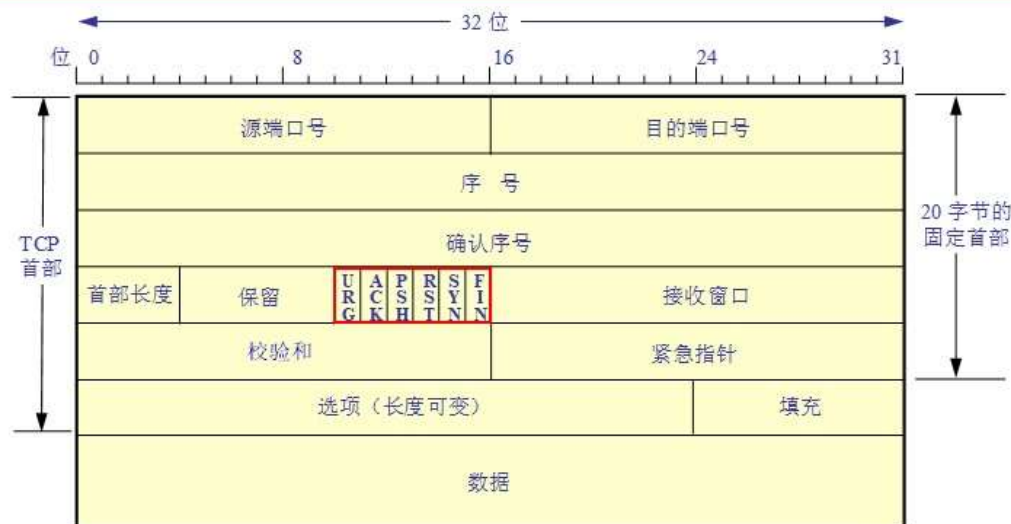 32 位
位 0 8 16 24 31
源端口号 目的端口号
序 号
20 字节的
固定首部
TCP
首部
确认序号
首部长度 保留 URG ACK PSH RST SYN FIN 接收窗口
校验和 紧急指针
选项（长度可变） 填充
数据